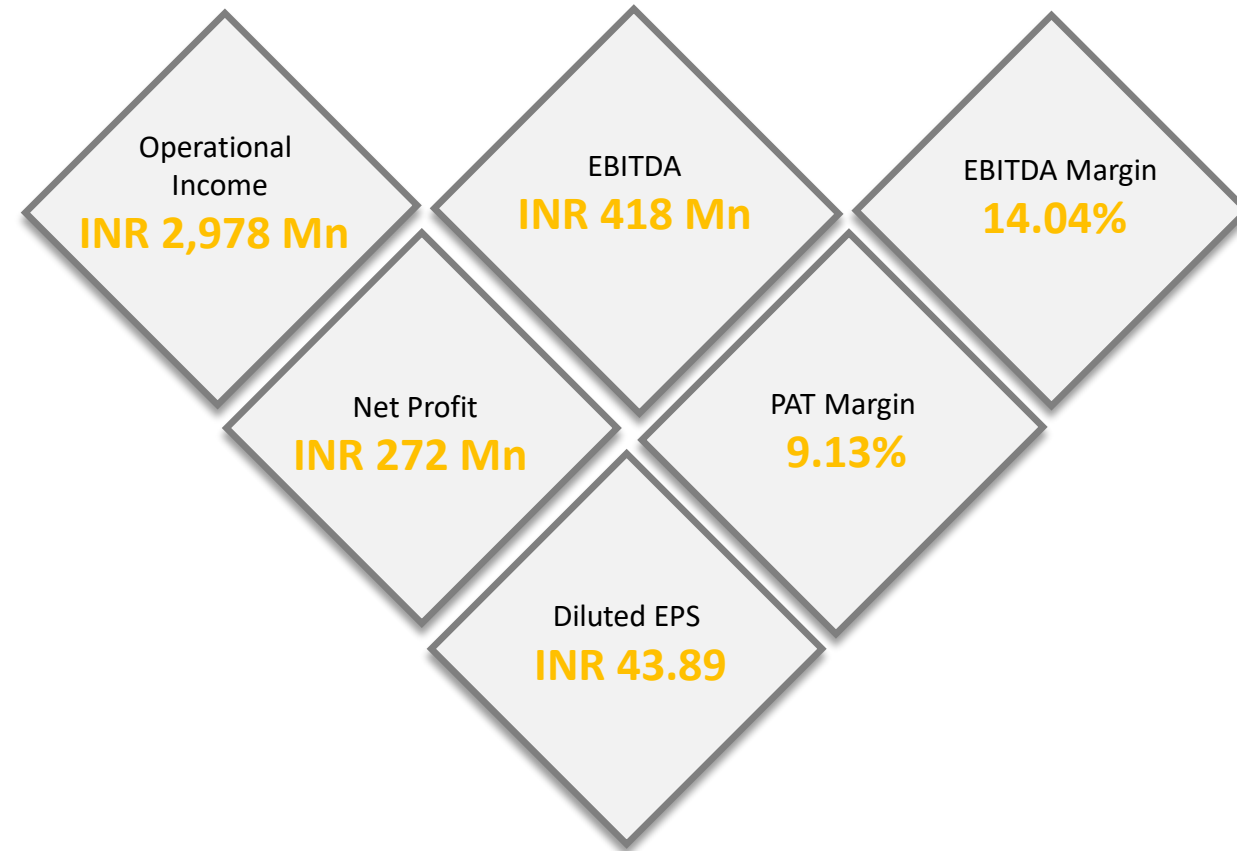 Operational
Income
INR 2,978 Mn
EBITDA
INR 418 Mn
EBITDA Margin
14.04%
Net Profit
INR 272 Mn
PAT Margin
9.13%
Diluted EPS
INR 43.89